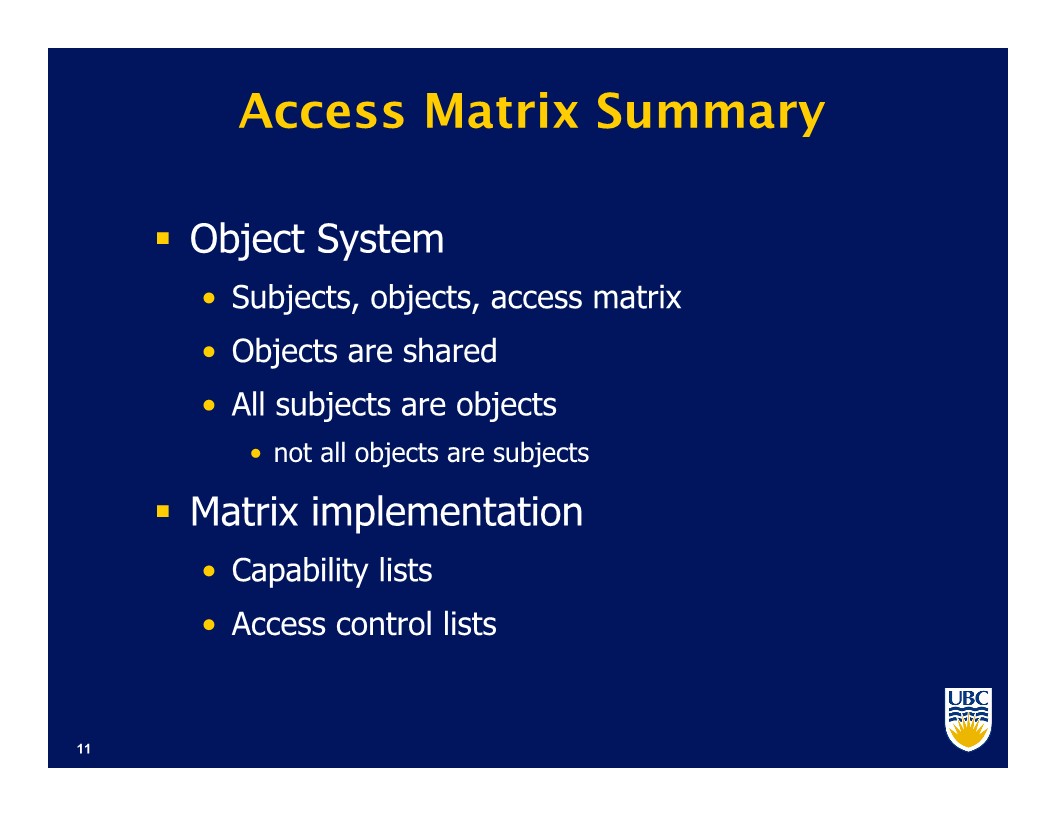 Access Matrix Summary
Object System
Subjects, objects, access matrix
Objects are shared
All subjects are objects
not all objects are subjects
Matrix implementation
Capability lists
Access control lists
UBC
11